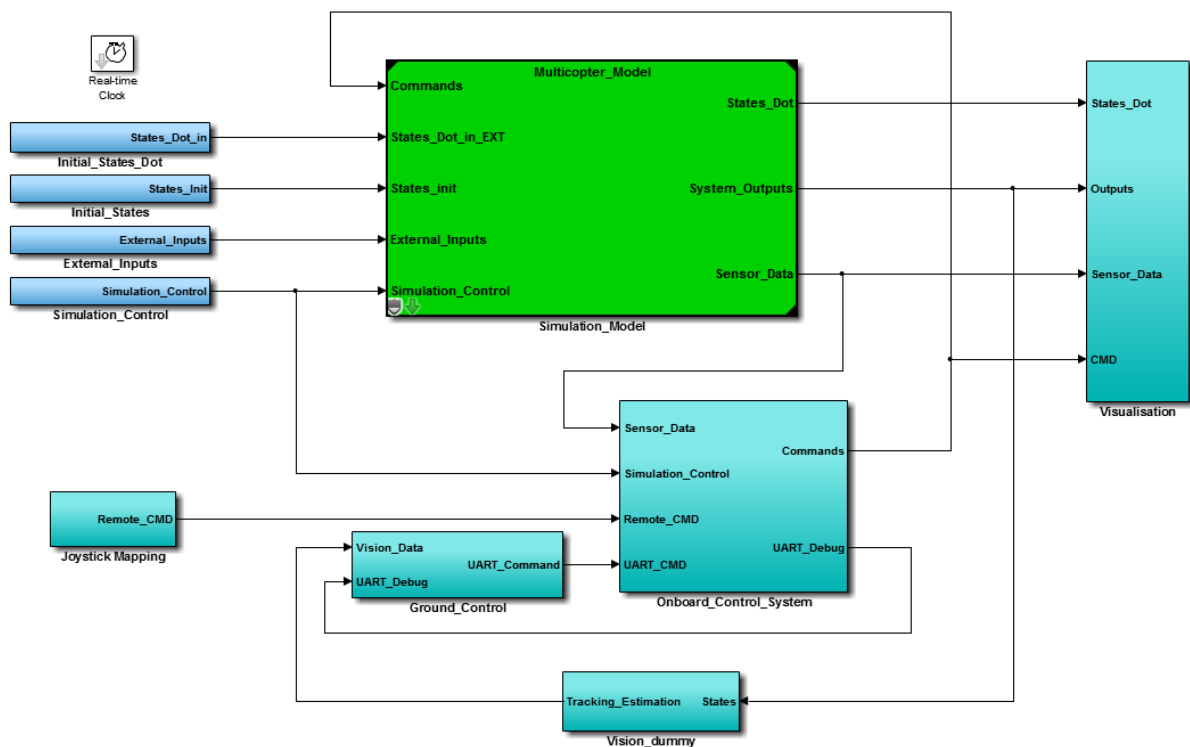 Real-time
Clock
States_Dot_in
Initial_States_Dot
States_Init
Initial_States
External_Inputs
External_Inputs
Simulation_Control
Simulation_Control
Multicopter_Model
Commands
States_Dot_in_EXT
States_init
External_Inputs
Simulation_Control
States_Dot
System_Outputs
Sensor_Data
Simulation_Model
States_Dot
Outputs
Sensor_Data
CMD
Visualisation
Sensor_Data
Simulation_Control
Remote_CMD
UART_CMD
Commands
UART_Debug
Onboard_Control_System
Remote_CMD
Joystick Mapping
Vision_Data
UART_Debug
UART_Command
Ground_Control
Tracking_Estimation
States
Vision_dummy